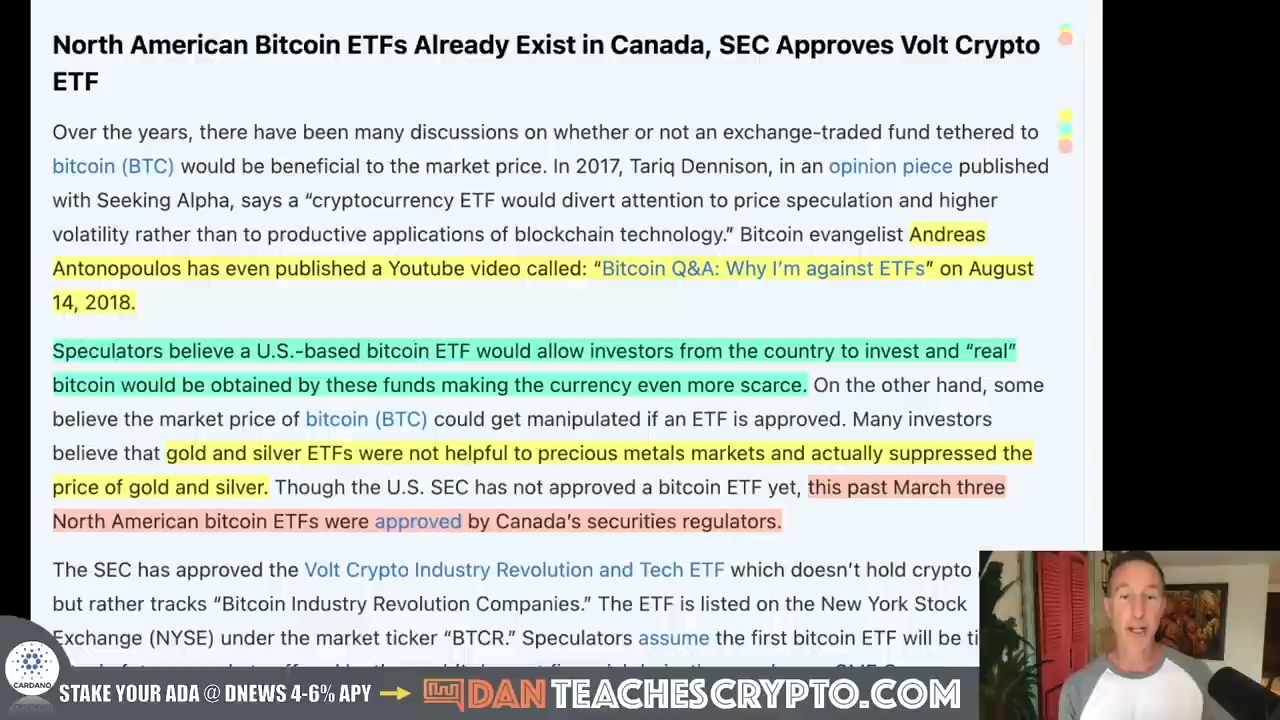 North American Bitcoin ETFs Already Exist in Canada, SEC Approves Volt Crypto
ETF
Over the years, there have been many discussions on whether or not an exchange-traded fund tethered to
bitcoin (BTC) would be beneficial to the market price. In 2017, Tariq Dennison, in an opinion piece published
with Seeking Alpha, says a “cryptocurrency ETF would divert attention to price speculation and higher
volatility rather than to productive applications of blockchain technology.” Bitcoin evangelist Andreas
Antonopoulos has even published a Youtube video called: “Bitcoin Q&A: Why I’m against ETFs” on August
14, 2018.
Speculators believe a U.S.-based bitcoin ETF would allow investors from the country to invest and “real”
bitcoin would be obtained by these funds making the currency even more scarce. On the other hand, some
believe the market price of bitcoin (BTC) could get manipulated if an ETF is approved. Many investors
believe that gold and silver ETFs were not helpful to precious metals markets and actually suppressed the
price of gold and silver. Though the U.S. SEC has not approved a bitcoin ETF yet, this past March three
North American bitcoin ETFs were approved by Canada’s securities regulators.
The SEC has approved the Volt Crypto Industry Revolution and Tech ETF which doesn’t hold crypto
but rather tracks “Bitcoin Industry Revolution Companies.” The ETF is listed on the New York Stock
Exchange (NYSE) under the market ticker “BTCR.” Speculators assume the first bitcoin ETF will be ti
CARDANO
STAKE YOUR ADA @ DNEWS 4-6% APY
DAN TEACHESCRYPTO.COM